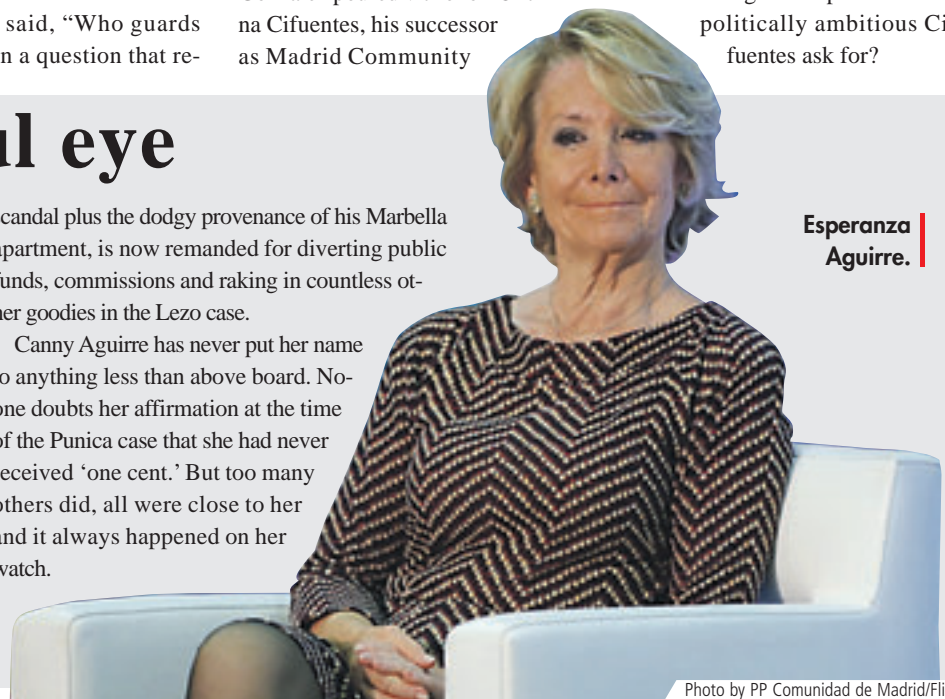 said, “Who guards
n a question that re-
na Cifuentes, his successor
as Madrid Community
politically ambitious Ci
fuentes ask for?
ul eye
candal plus the dodgy provenance of his Marbella
apartment, is now remanded for diverting public
funds, commissions and raking in countless ot-
her goodies in the Lezo case.
Canny Aguirre has never put her name
to anything less than above board. No-
one doubts her affirmation at the time
of the Punica case that she had never
received ‘one cent.’ But too many
others did, all were close to her
and it always happened on her
watch.
Esperanza
Aguirre.
Photo by PP Comunidad de Madrid/Fli